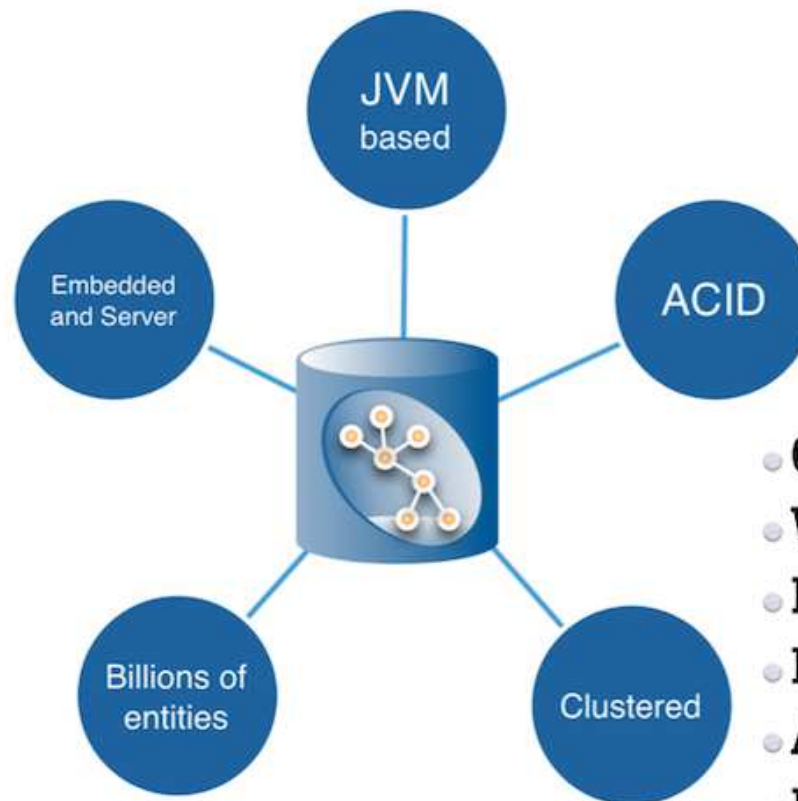 JVM
based
Embedded
and Server
ACID
Billions of
entities
Clustered